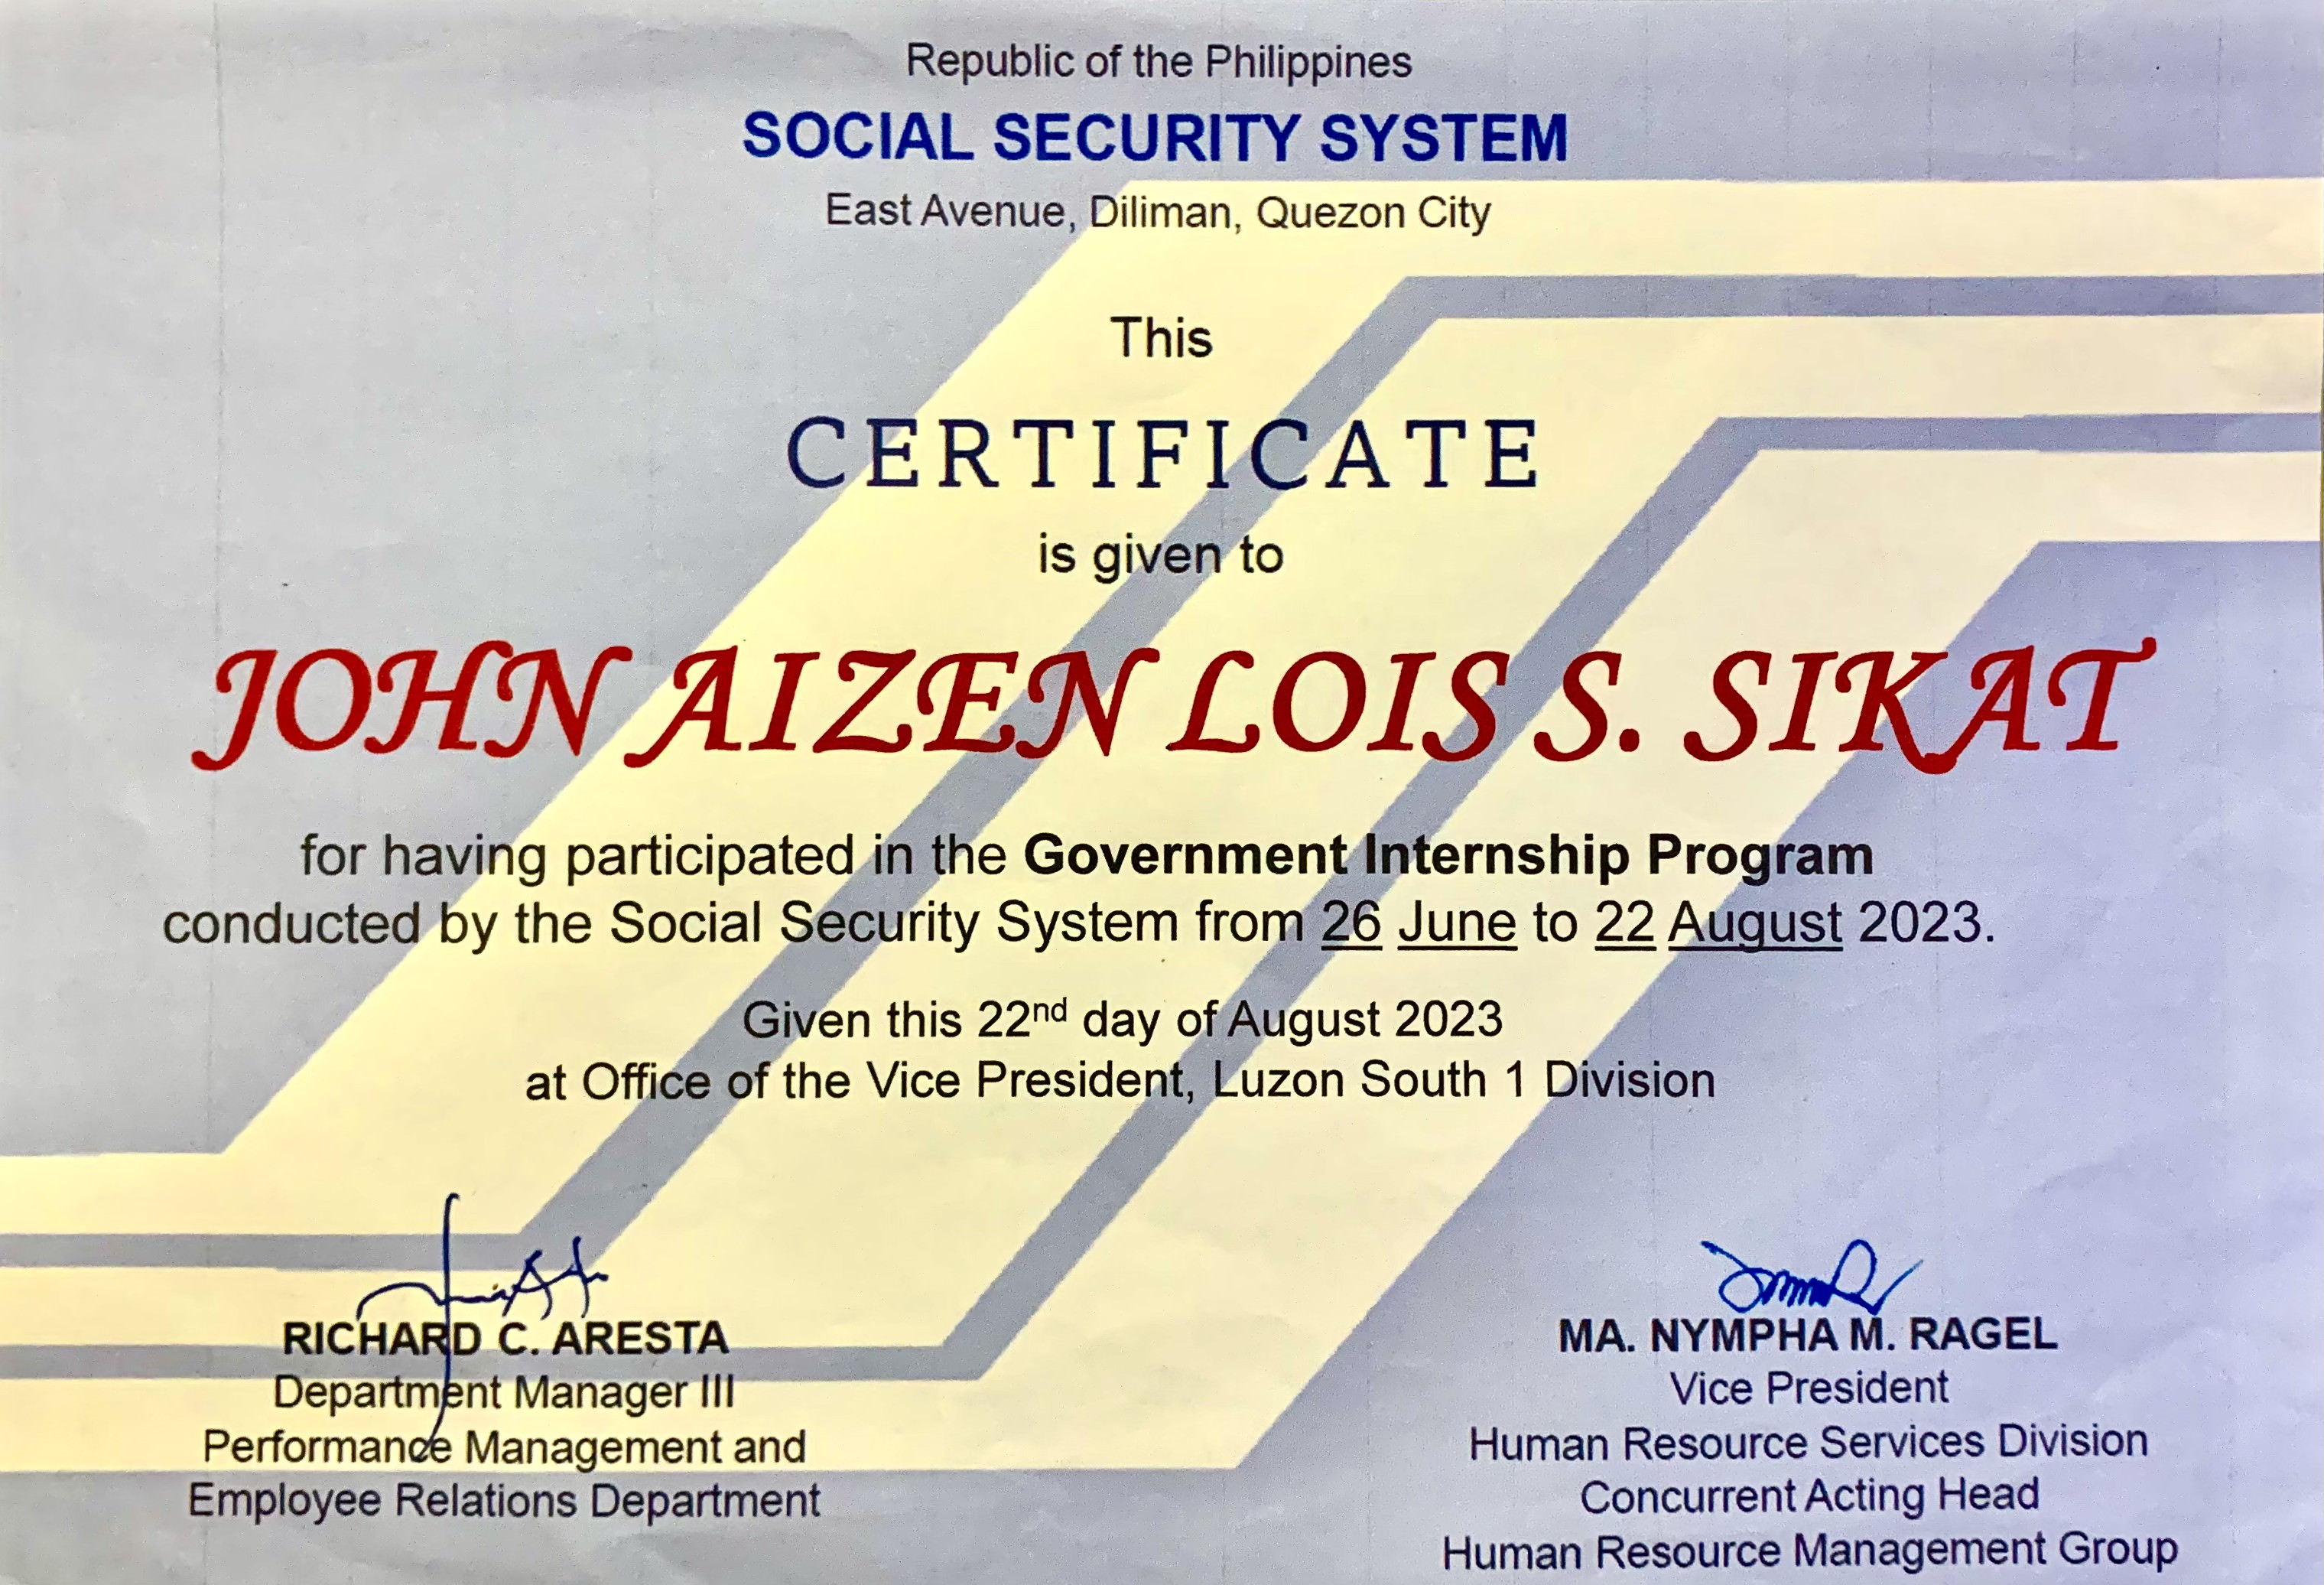 Republic of the Philippines
SOCIAL SECURITY SYSTEM
East Avenue, Diliman, Quezon City
This
CERTIFICATE
is given to
JOHN AIZEN LOIS S. SIKAT
for having participated in the Government Internship Program
conducted by the Social Security System from 26 June to 22 August 2023.
Given this 22nd day of August 2023
at Office of the Vice President, Luzon South 1 Division
RICHARD C. ARESTA
Department Manager III
Performance Management and
Employee Relations Department
MA. NYMPHA M. RAGEL
Vice President
Human Resource Services Division
Concurrent Acting Head
Human Resource Management Group